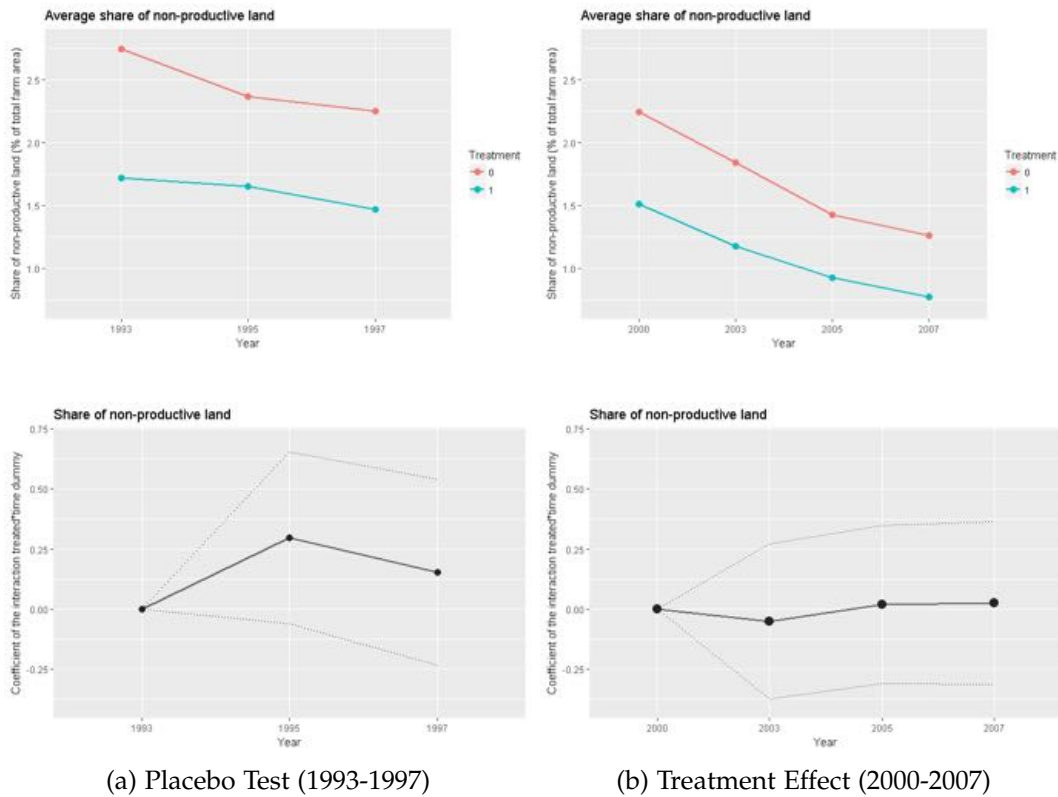 Average share of non-productive land
Share of non-productive land (% of total farm area)
2.5
2.0
1.5
1.0
1993
1995
1997
Year
Treatment
0
1
Average share of non-productive land
Share of non-productive land (% of total farm area)
2.5
2.0
1.5
1.0
2000
2003
2005
2007
Year
Treatment
0
1
Share of non-productive land
Coefficient of the interaction treated*time dummy
0.75
0.50
0.25
0.00
-0.25
1993
1995
1997
Year
Share of non-productive land
Coefficient of the interaction treated*time dummy
0.75
0.50
0.25
0.00
-0.25
2000
2003
2005
2007
Year
(a) Placebo Test (1993-1997)
(b) Treatment Effect (2000-2007)